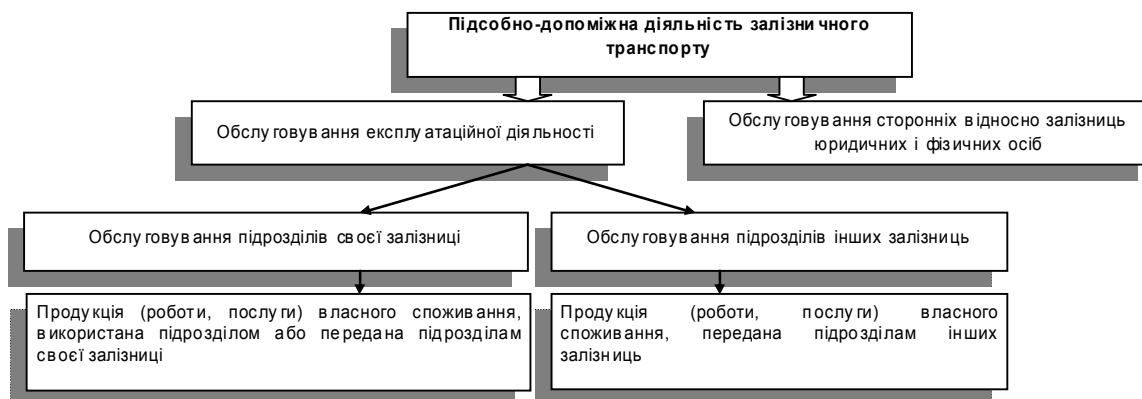 Підсобно-допоміжна діяльність залізничного
транспорту
Обслуговування експлуатаційної діяльності
Обслуговування сторонніх відносно залізниць
юридичних і фізичних осіб
Обслуговування підрозділів своєї залізниці
Обслуговування підрозділів інших залізниць
Продукція (роботи, послуги) власного споживання,
використана підрозділом або передана підрозділам
своєї залізниці
Продукція (роботи, послуги) власного
споживання, передана підрозділам інших
залізниць